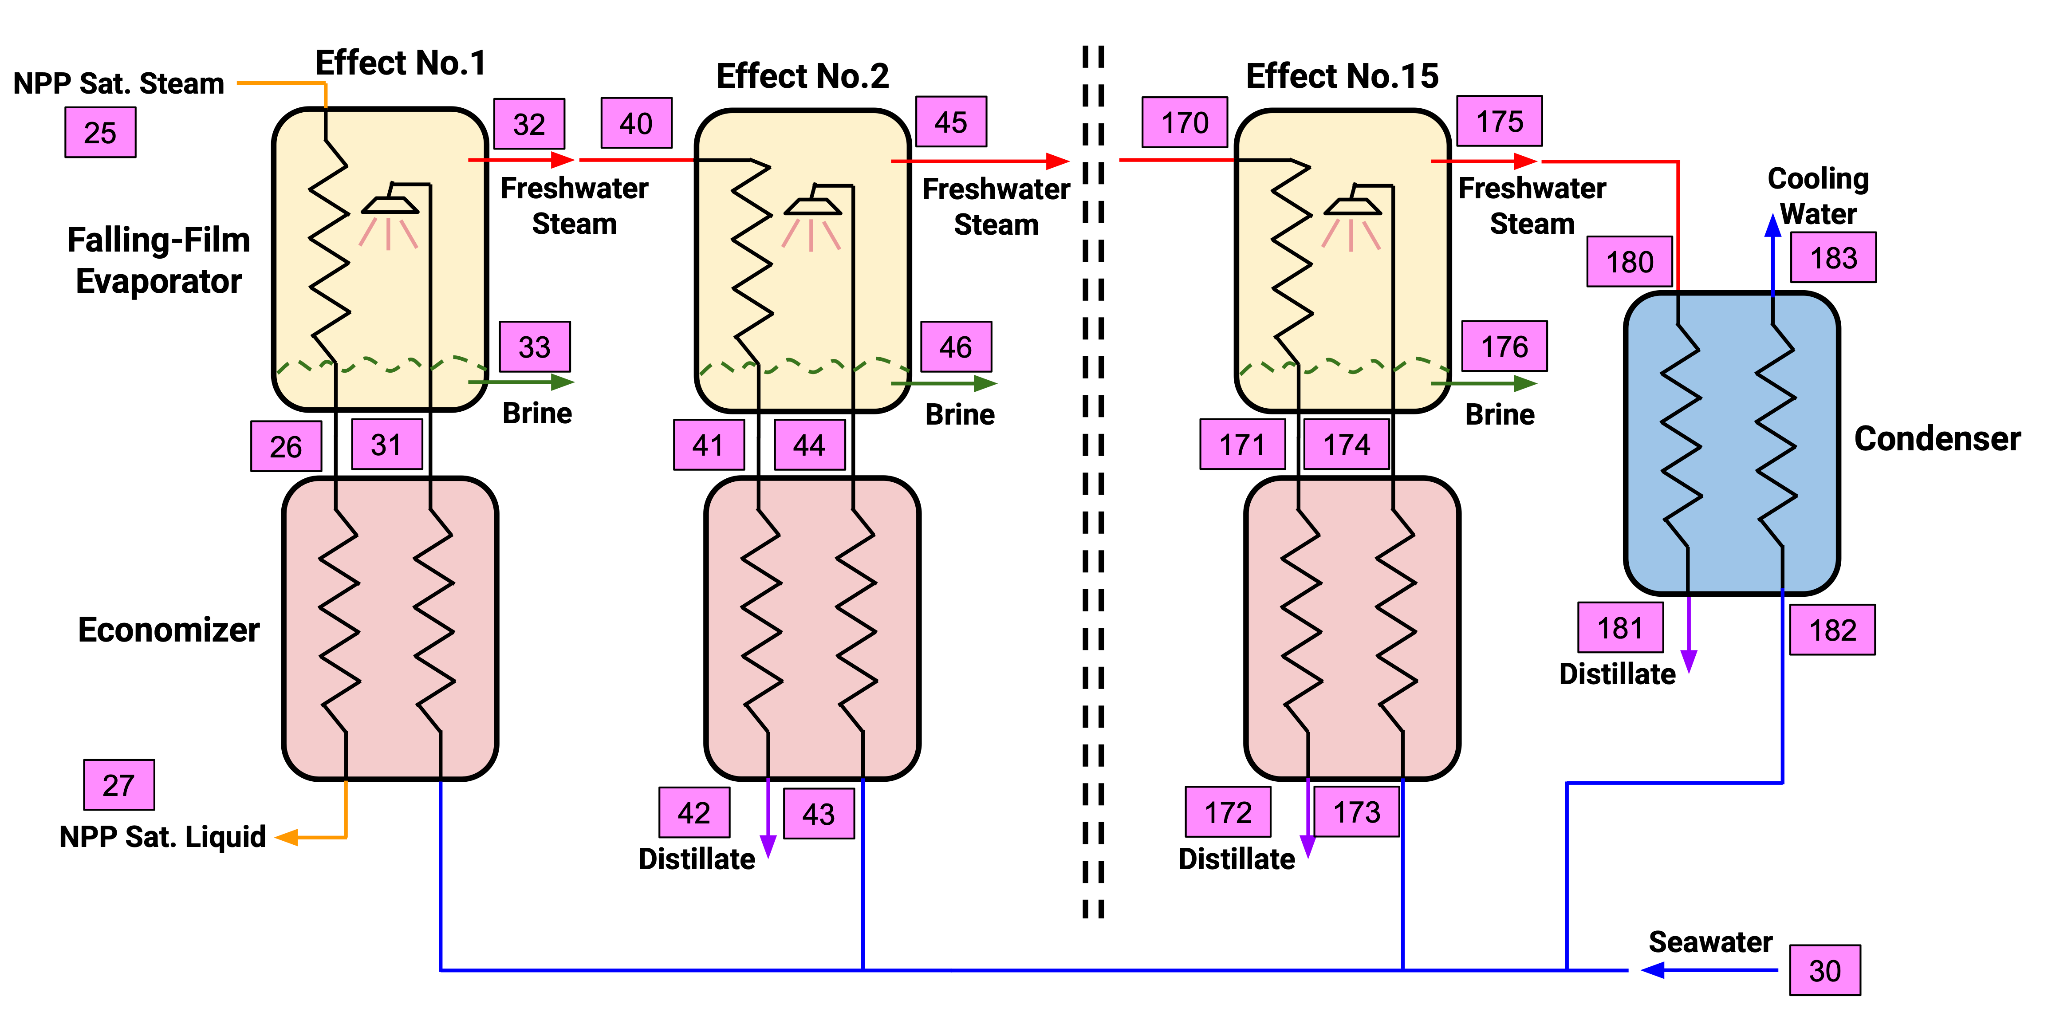 Effect No.1
Effect No.2
Effect No.15
NPP Sat. Steam
25
32
40
45
170
175
Freshwater
Steam
Freshwater
Steam
Freshwater
Steam
Cooling
Water
180
183
Falling-Film
Evaporator
33
46
176
Brine
Brine
Brine
26
31
41
44
171
174
Condenser
Economizer
181
182
Distillate
27
42
43
172
173
NPP Sat. Liquid
Distillate
Distillate
Seawater
30